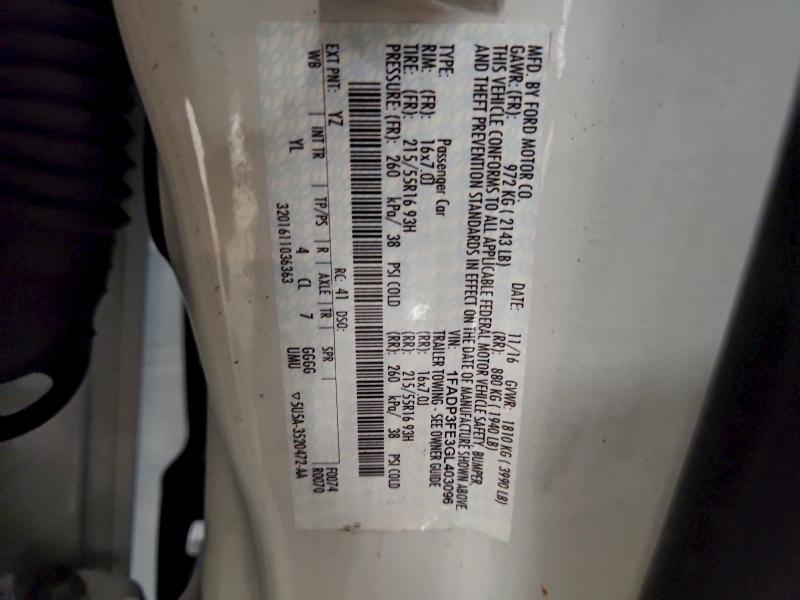 MFD. BY FORD MOTOR CO.
DATE: 11/16 GVWR: 1810 KG ( 3990 LB)
GAWR: (FR): 972 KG ( 2143 LB) (RR): 880 KG ( 1940 LB)
THIS VEHICLE CONFORMS TO ALL APPLICABLE FEDERAL MOTOR VEHICLE SAFETY, BUMPER,
AND THEFT PREVENTION STANDARDS IN EFFECT ON THE DATE OF MANUFACTURE SHOWN ABOVE.
VIN: 1FADP3FE3GL403096
TYPE: Passenger Car TRAILER TOWING - SEE OWNER GUIDE
RIM: (FR): 16x7.0J (RR): 16x7.0J
TIRE: (FR): 215/55R16 93H (RR): 215/55R16 93H
PRESSURE: (FR): 260 kPa/ 38 PSI COLD (RR): 260 kPa/ 38 PSI COLD
EXT PNT: YZ RC: 41 DSO: F0074
R0070
WB INT TR TP/PS R AXLE TR SPR
YL 4 CL 7 GGGG
UMU
3201611036363 ▽5U5A-3520472-AA